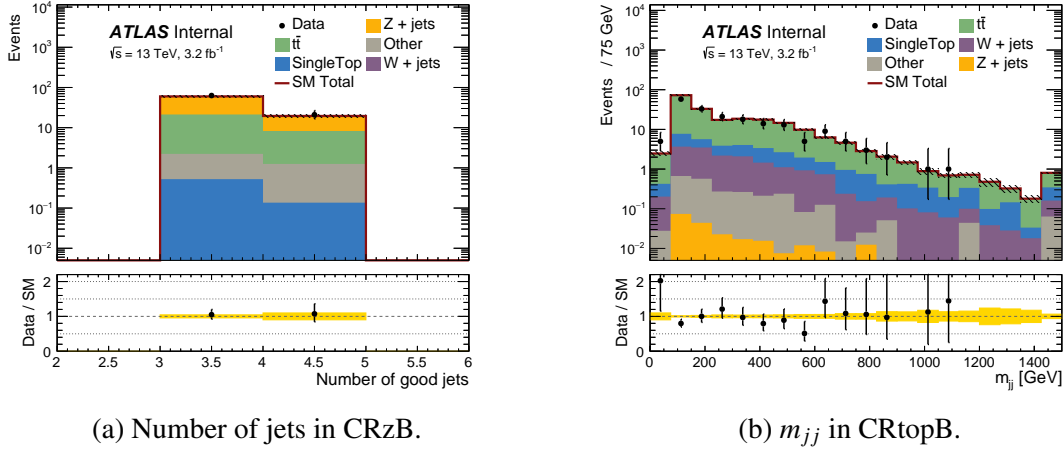 Events
10⁴
10³
10²
10
1
10⁻¹
10⁻²
ATLAS Internal
√s = 13 TeV, 3.2 fb⁻¹
Data
tt̄
SingleTop
SM Total
Z + jets
Other
W + jets
Data / SM
2
1
0
2 2.5 3 3.5 4 4.5 5 5.5 6
Number of good jets
(a) Number of jets in CRzB.
Events / 75 GeV
10⁴
10³
10²
10
1
10⁻¹
10⁻²
ATLAS Internal
√s = 13 TeV, 3.2 fb⁻¹
Data
SingleTop
Other
SM Total
tt̄
W + jets
Z + jets
Data / SM
2
1
0
0 200 400 600 800 1000 1200 1400
m_jj [GeV]
(b) m_jj in CRtopB.